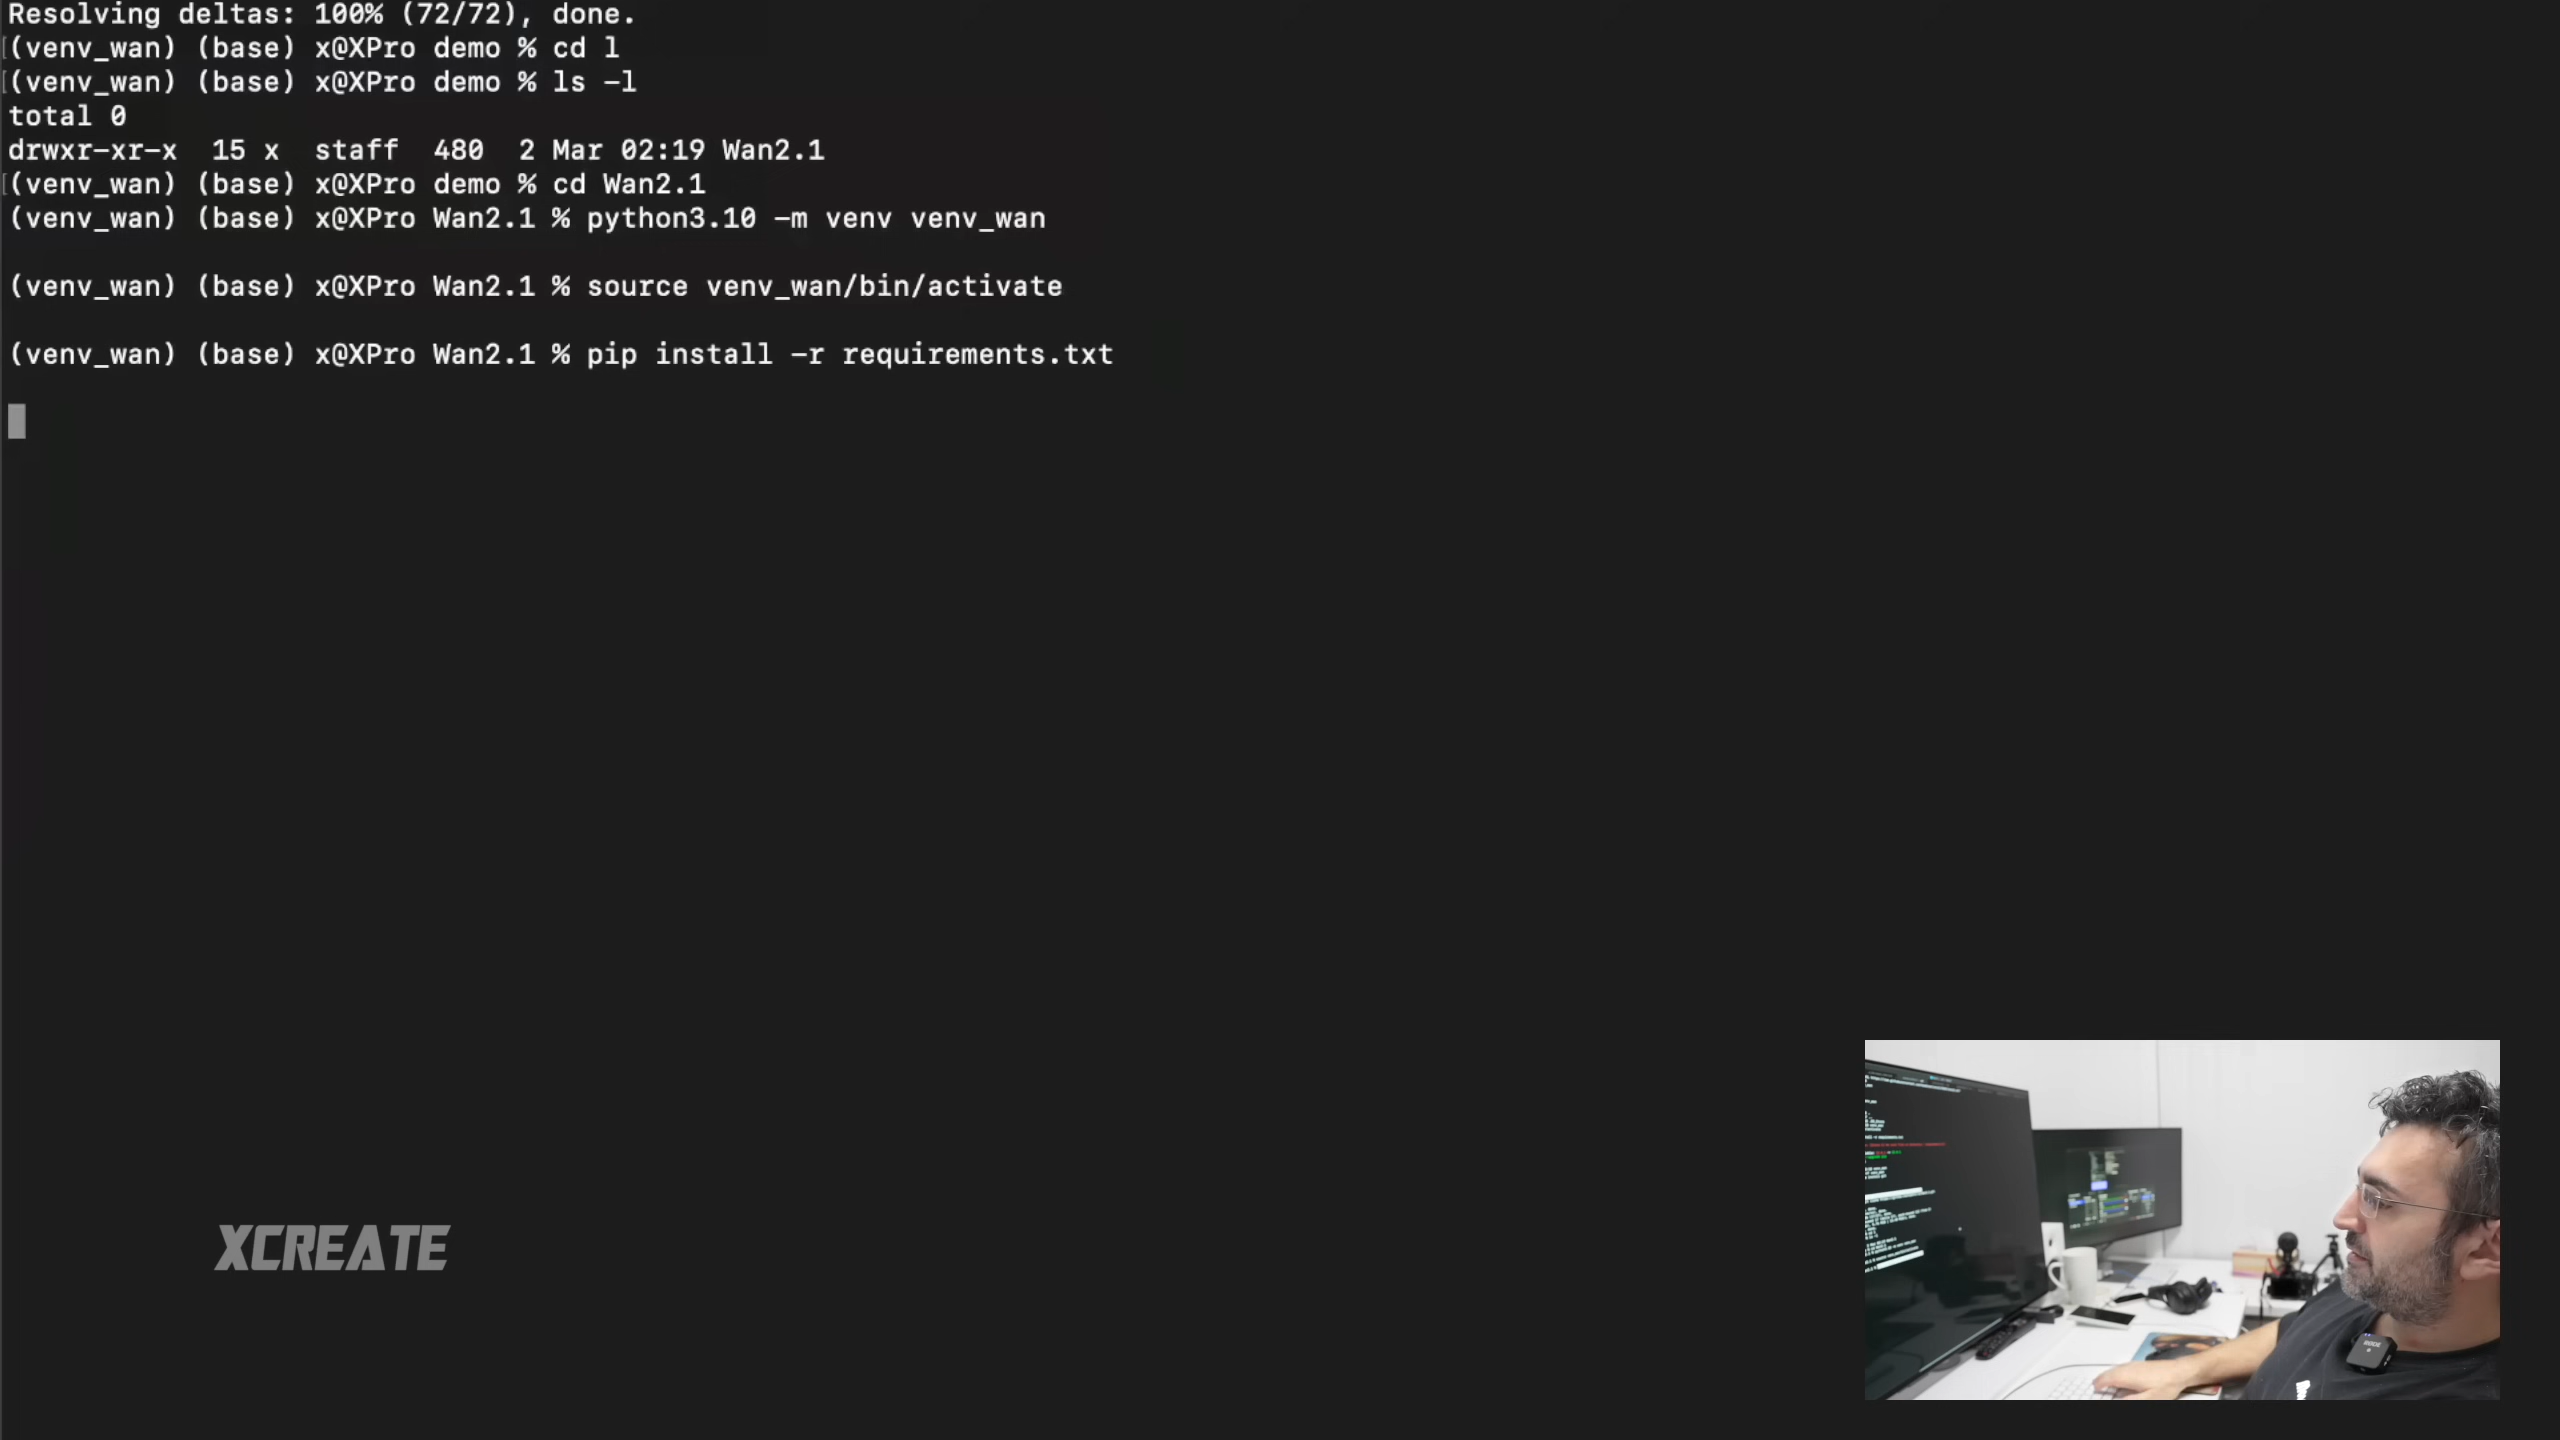 Resolving deltas: 100% (72/72), done.
(venv_wan) (base) x@XPro demo % cd l
(venv_wan) (base) x@XPro demo % ls -l
total 0
drwxr-xr-x  15 x  staff  480  2 Mar 02:19 Wan2.1
(venv_wan) (base) x@XPro demo % cd Wan2.1
(venv_wan) (base) x@XPro Wan2.1 % python3.10 -m venv venv_wan
(venv_wan) (base) x@XPro Wan2.1 % source venv_wan/bin/activate
(venv_wan) (base) x@XPro Wan2.1 % pip install -r requirements.txt
XCREATE